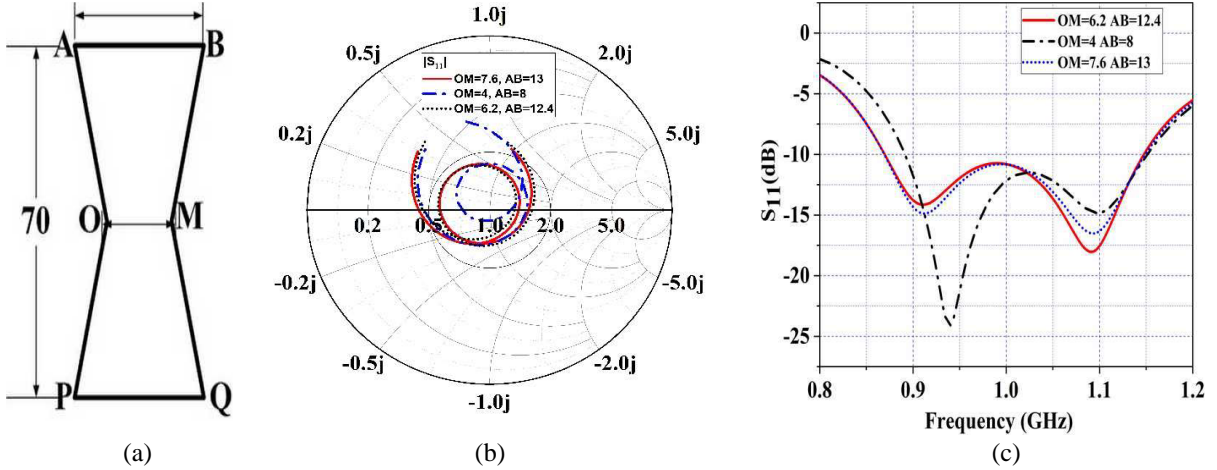 A B
70 O M
P Q
(a)
1.0j
0.5j 2.0j
|S11|
OM=7.6, AB=13
OM=4, AB=8
OM=6.2, AB=12.4
0.2j 5.0j
0.2 0.5 1.0 2.0 5.0
-0.2j -5.0j
-0.5j -2.0j
-1.0j
(b)
OM=6.2 AB=12.4
OM=4 AB=8
OM=7.6 AB=13
S11(dB)
0
-5
-10
-15
-20
-25
0.8 0.9 1.0 1.1 1.2
Frequency (GHz)
(c)